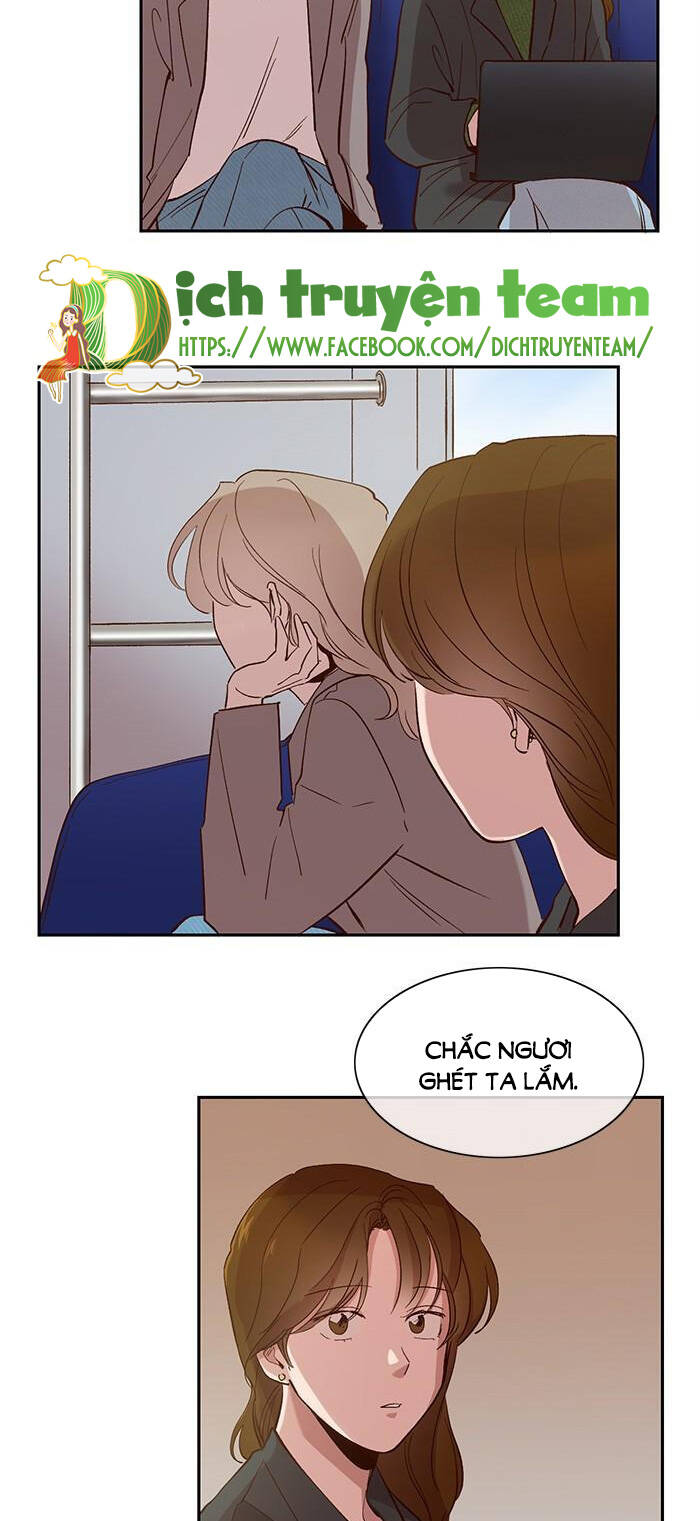 Dịch truyện team
HTTPS://WWW.FACEBOOK.COM/DICHTRUYENTEAM/
CHẮC NGƯƠI
GHÉT TA LẮM.